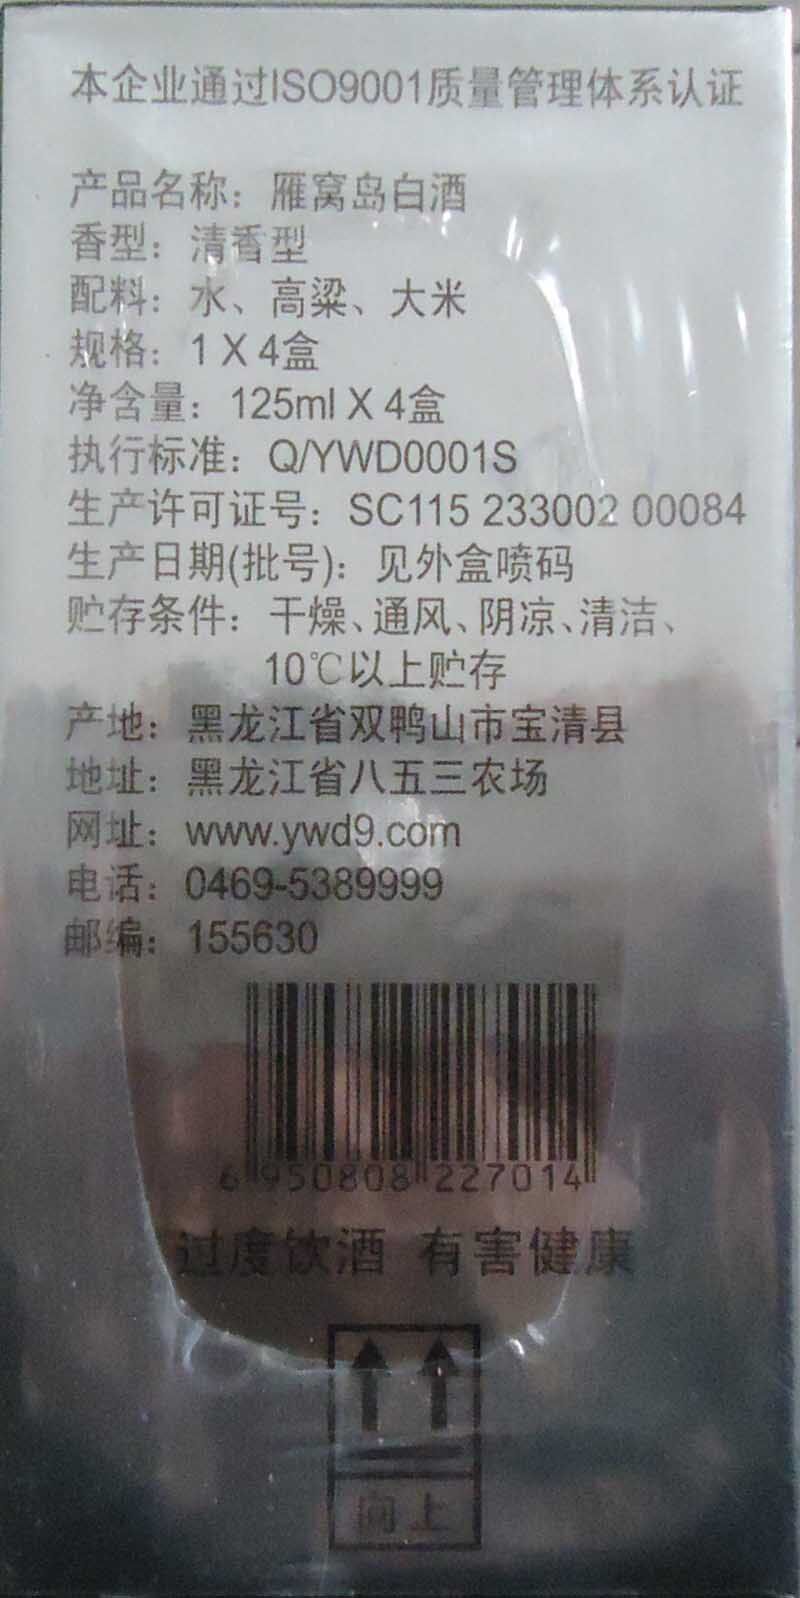 本企业通过ISO9001质量管理体系认证
产品名称：雁窝岛白酒
香型：清香型
配料：水、高粱、大米
规格：1 X 4盒
净含量：125ml X 4盒
执行标准：Q/YWD0001S
生产许可证号：SC115 233002 00084
生产日期(批号)：见外盒喷码
贮存条件：干燥、通风、阴凉、清洁、
10℃以上贮存
产地：黑龙江省双鸭山市宝清县
地址：黑龙江省八五三农场
网址：www.ywd9.com
电话：0469-5389999
邮编：155630
6 950808 227014
过度饮酒 有害健康
向上